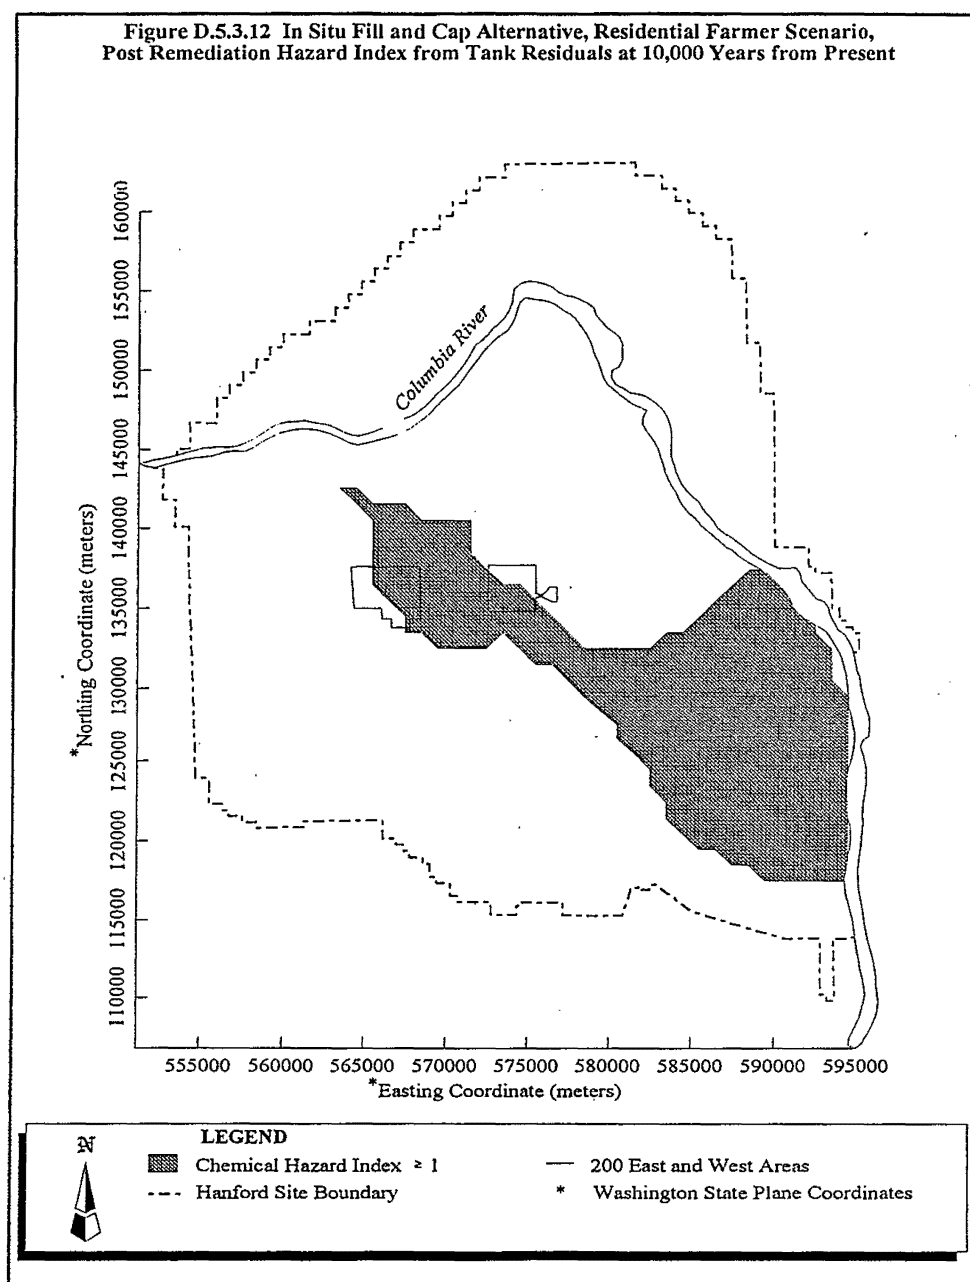 Figure D.5.3.12 In Situ Fill and Cap Alternative, Residential Farmer Scenario,
Post Remediation Hazard Index from Tank Residuals at 10,000 Years from Present
160000
155000
150000
145000
140000
135000
130000
125000
120000
115000
110000
*Northing Coordinate (meters)
Columbia River
555000 560000 565000 570000 575000 580000 585000 590000 595000
*Easting Coordinate (meters)
N
LEGEND
Chemical Hazard Index ≥ 1
Hanford Site Boundary
200 East and West Areas
* Washington State Plane Coordinates